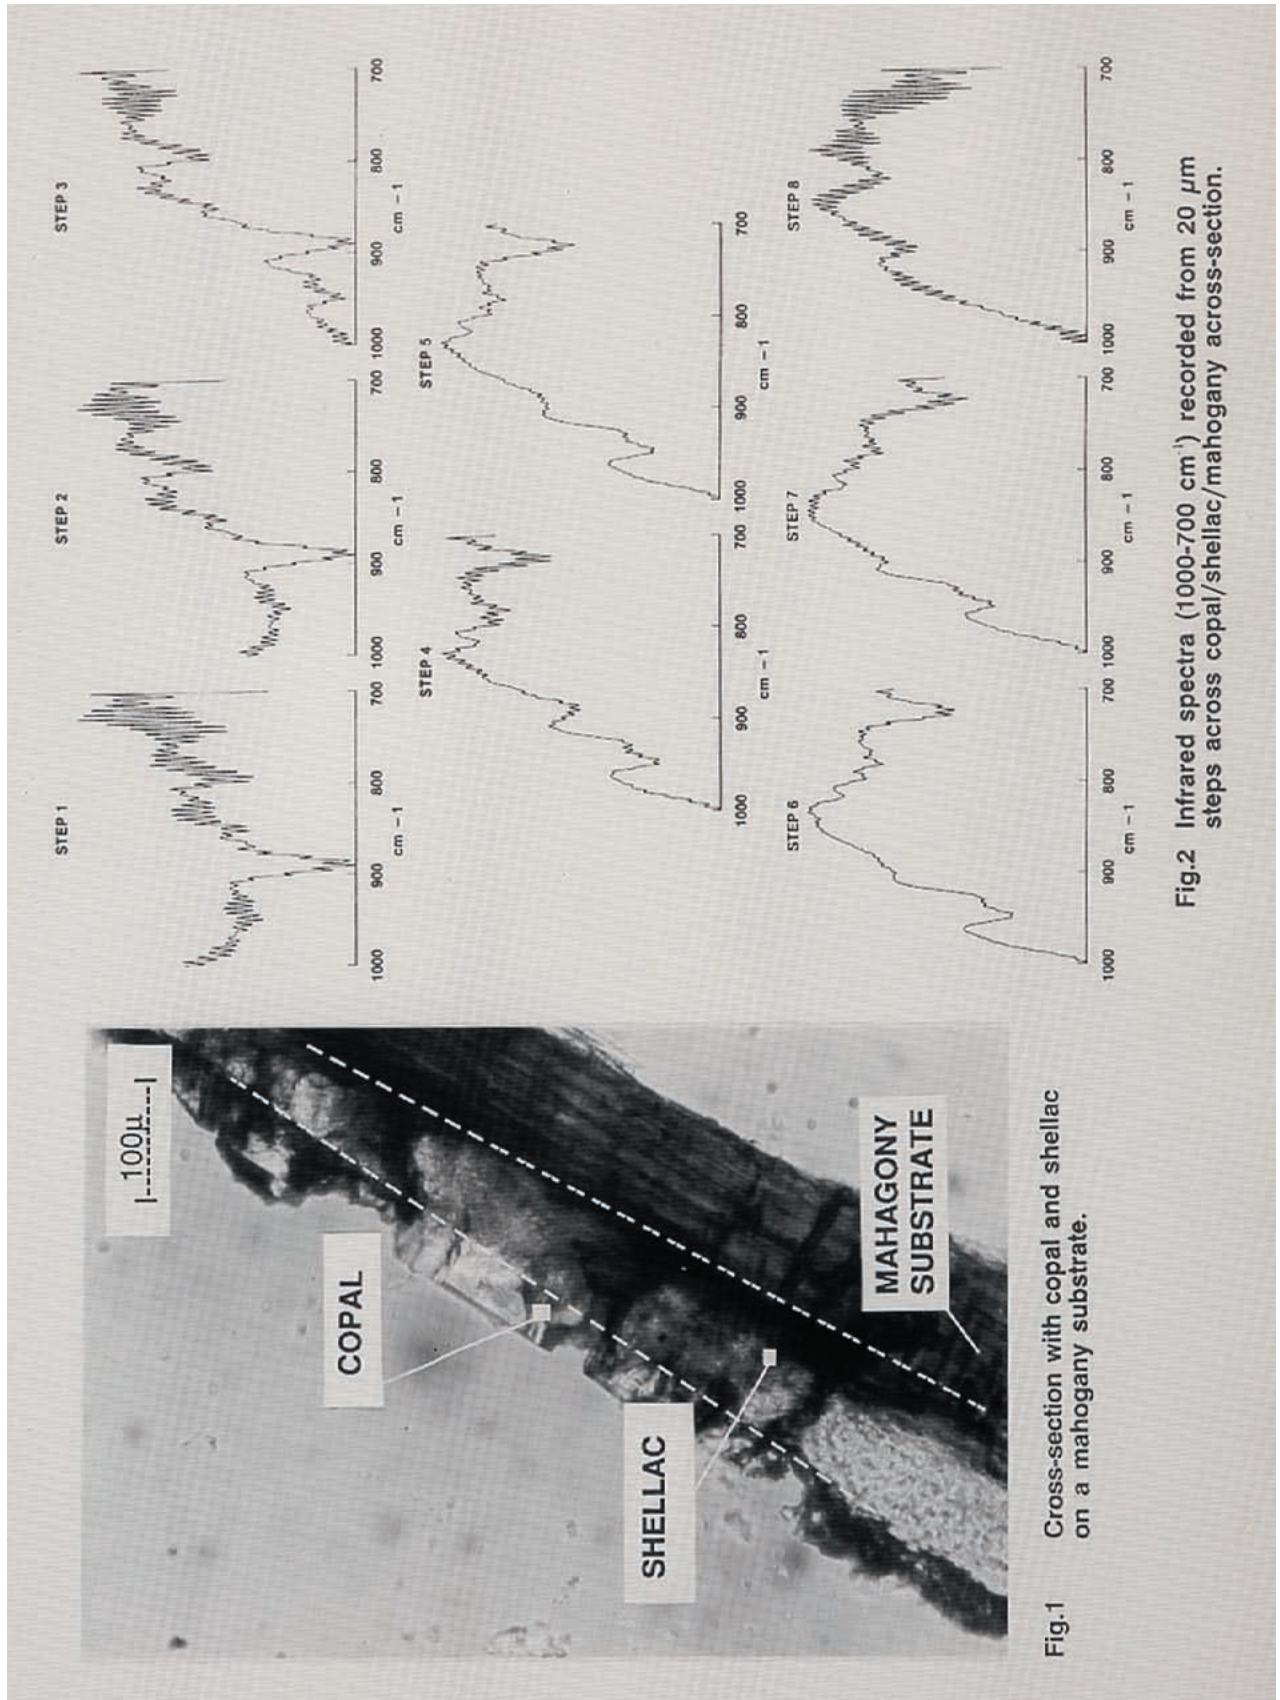 100µ
COPAL
SHELLAC
MAHAGONY
SUBSTRATE
Fig.1 Cross-section with copal and shellac
on a mahogany substrate.
STEP 1
1000 900 800 700
cm – 1
STEP 2
1000 900 800 700
cm – 1
STEP 3
1000 900 800 700
cm – 1
STEP 4
1000 900 800 700
cm – 1
STEP 5
1000 900 800 700
cm – 1
STEP 6
1000 900 800 700
cm – 1
STEP 7
1000 900 800 700
cm – 1
STEP 8
1000 900 800 700
cm – 1
Fig.2 Infrared spectra (1000-700 cm⁻¹) recorded from 20 µm
steps across copal/shellac/mahogany across-section.